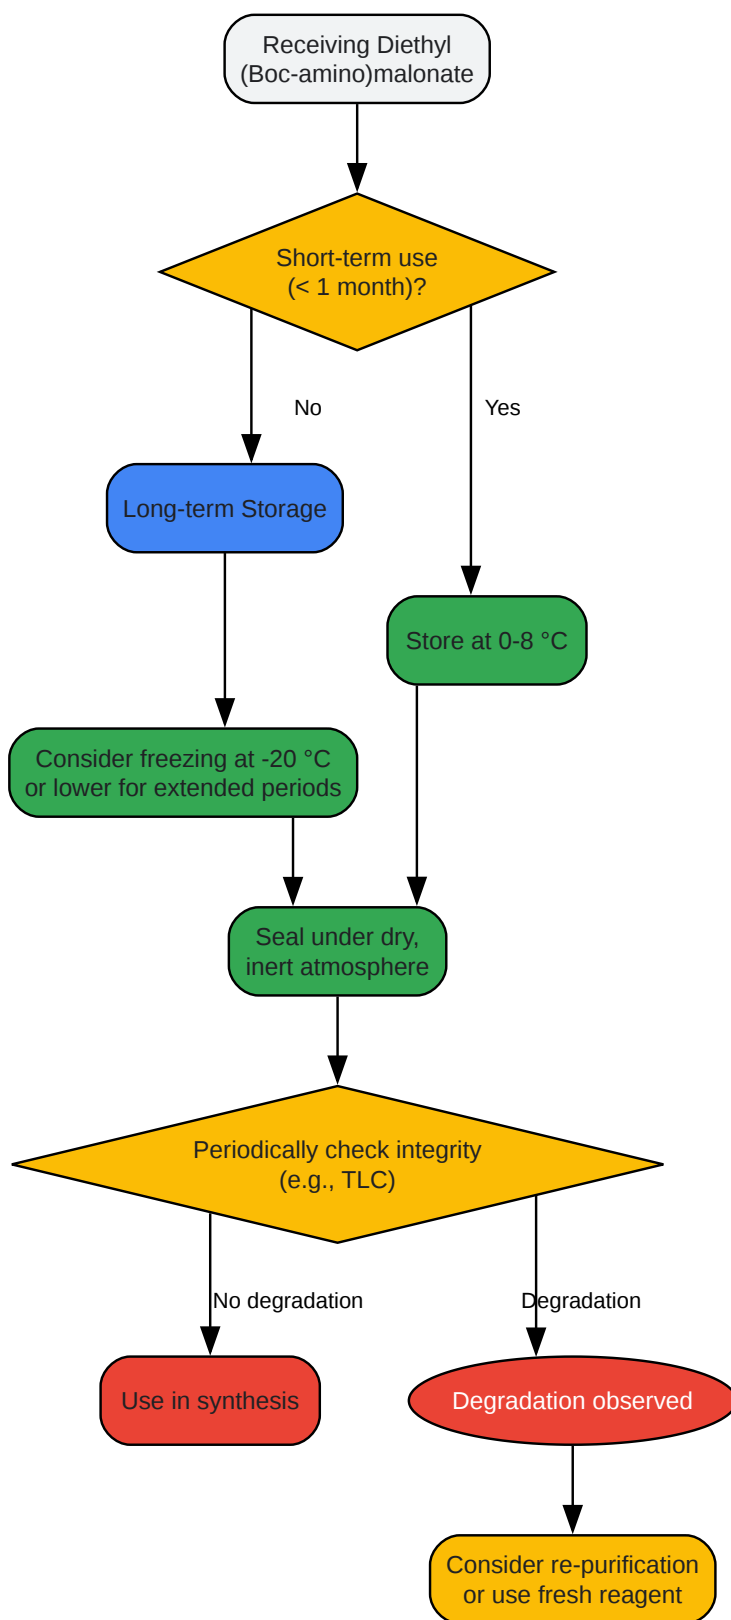 Receiving Diethyl
(Boc-amino)malonate
Short-term use
(< 1 month)?
No
Yes
Long-term Storage
Store at 0-8 °C
Consider freezing at -20 °C
or lower for extended periods
Seal under dry,
inert atmosphere
Periodically check integrity
(e.g., TLC)
No degradation
Degradation
Use in synthesis
Degradation observed
Consider re-purification
or use fresh reagent